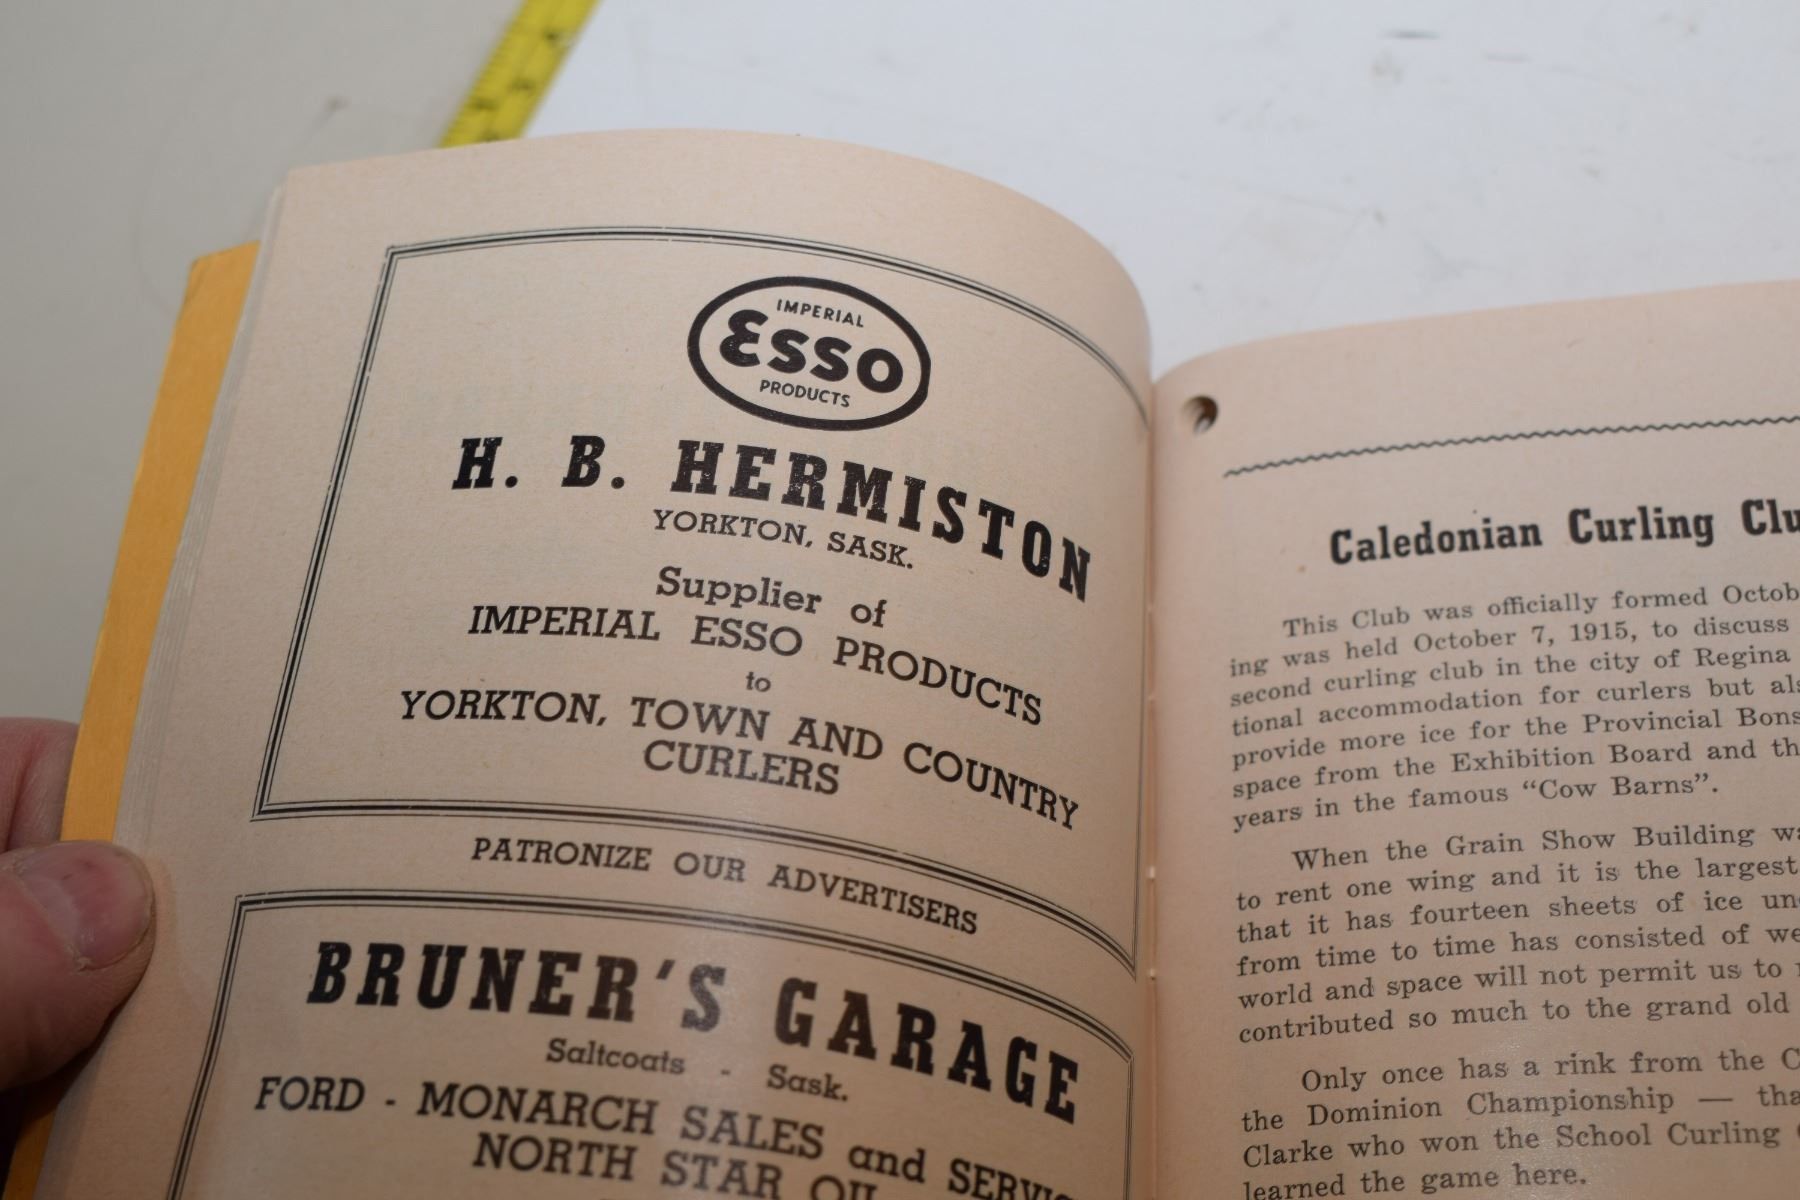 IMPERIAL
Esso
PRODUCTS
H. B. HERMISTON
YORKTON, SASK.
Supplier of
IMPERIAL ESSO PRODUCTS
to
YORKTON, TOWN AND COUNTRY
CURLERS
PATRONIZE OUR ADVERTISERS
BRUNER'S GARAGE
Saltcoats - Sask.
FORD - MONARCH SALES and
NORTH STAR OIL
Caledonian Curling
This Club was officially formed
ing was held October 7, 1915, to discuss
second curling club in the city of Regina
tional accommodation for curlers but
provide more ice for the Provincial
space from the Exhibition Board and
years in the famous “Cow Barns”.
When the Grain Show Building
to rent one wing and it is the largest
that it has fourteen sheets of ice
from time to time has consisted of
world and space will not permit us to
contributed so much to the grand old
Only once has a rink from the
the Dominion Championship —
Clarke who won the School Curling
learned the game here.